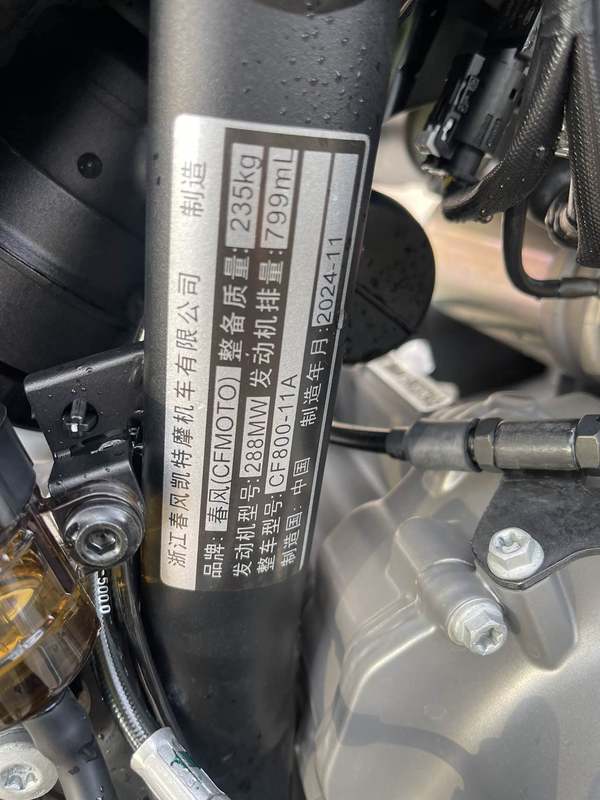 浙江春风凯特摩机车有限公司 制造
品牌: 春风(CFMOTO) 整备质量: 235kg
发动机型号: 288MW 发动机排量: 799mL
整车型号: CF800-11A
制造国: 中国 制造年月: 2024-11
500.0